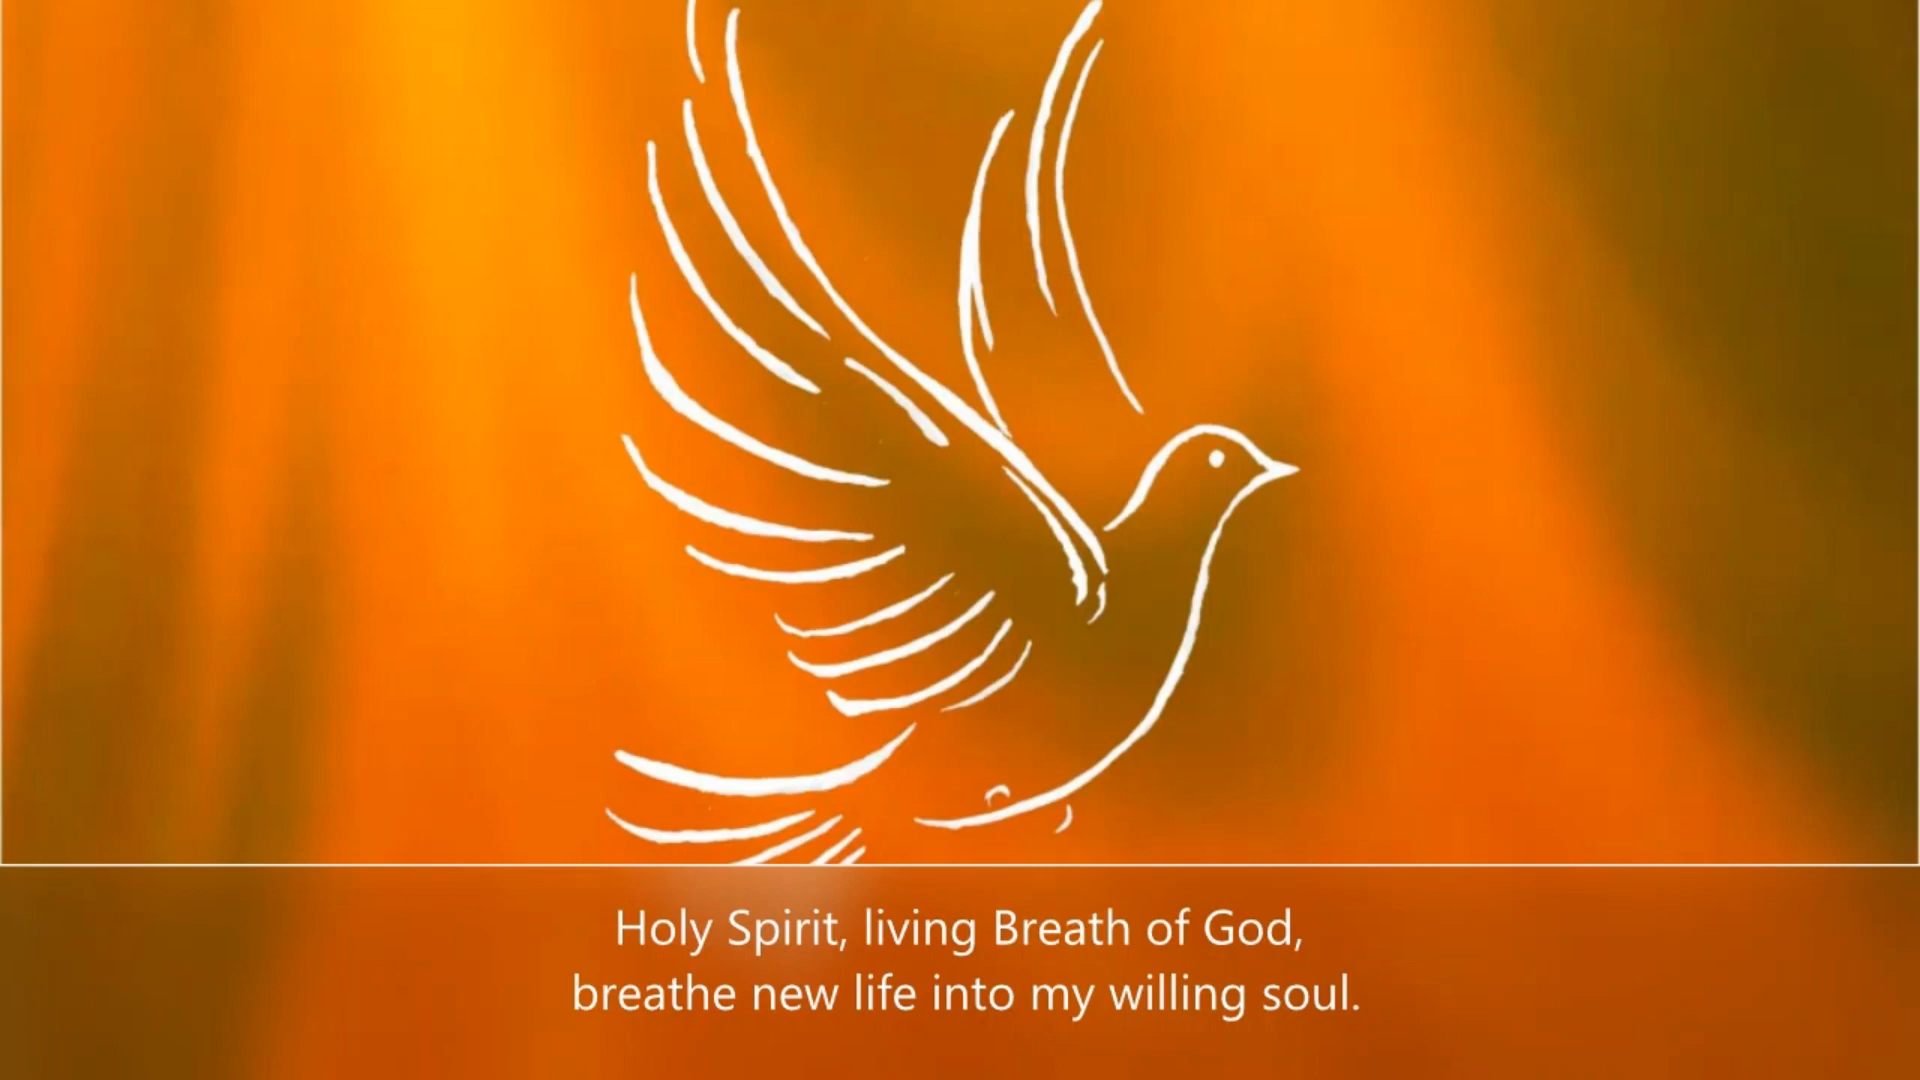 Holy Spirit, living Breath of God,
breathe new life into my willing soul.